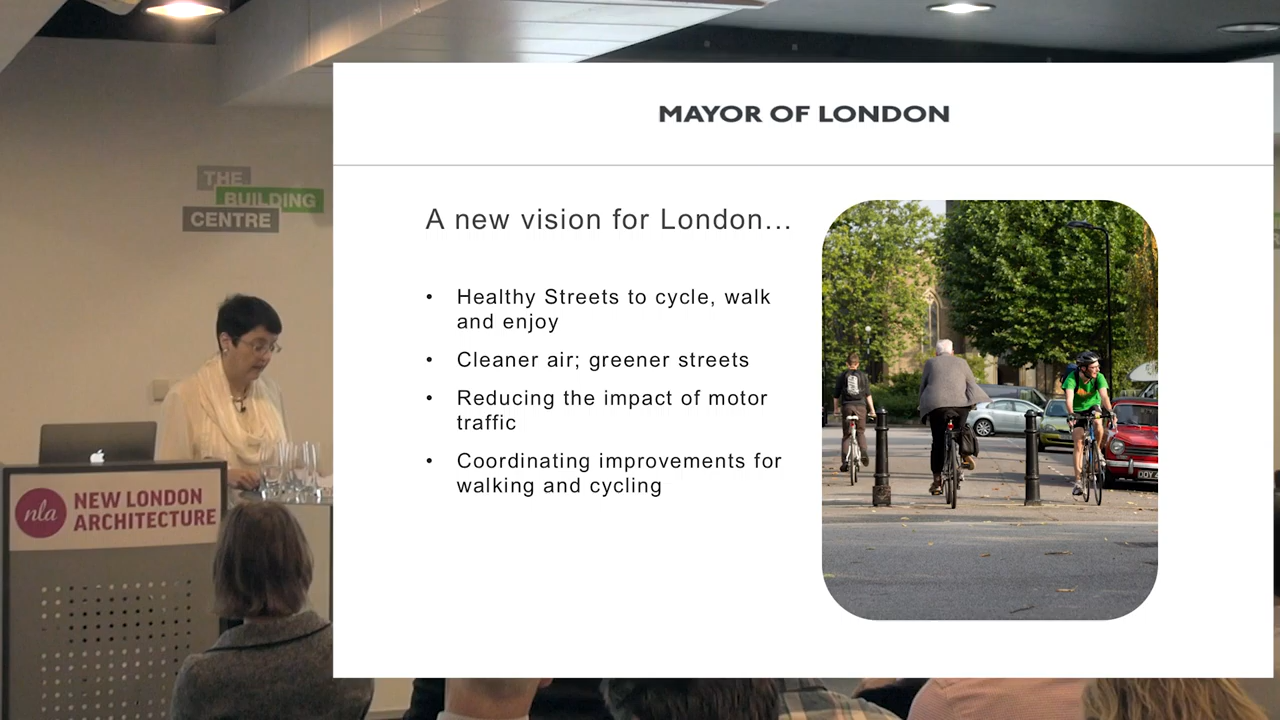 THE
BUILDING
CENTRE
nla
NEW LONDON
ARCHITECTURE
MAYOR OF LONDON
A new vision for London...
• Healthy Streets to cycle, walk
and enjoy
• Cleaner air; greener streets
• Reducing the impact of motor
traffic
• Coordinating improvements for
walking and cycling